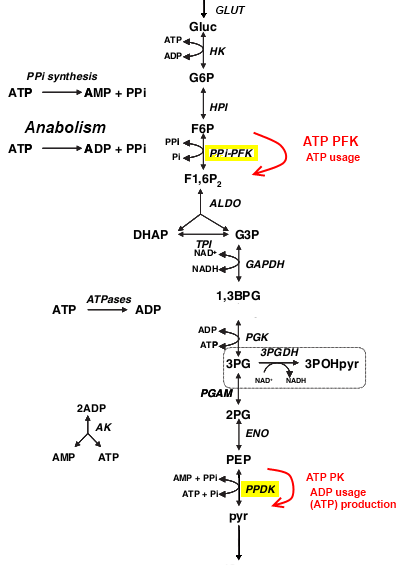 GLUT
Gluc
ATP
ADP
HK
G6P
PPi synthesis
ATP AMP + PPi
HPI
Anabolism
F6P
ATP ADP + PPi
PPI
Pi
PPi-PFK
ATP PFK
ATP usage
F1,6P2
ALDO
DHAP G3P
TPI
NAD+
NADH
GAPDH
1,3BPG
ATPases
ATP ADP
ADP
ATP
PGK
3PG
3PGDH
3POHpyr
NAD+ NADH
PGAM
2PG
2ADP
AK
AMP ATP
ENO
PEP
AMP + PPi
ATP + Pi
PPDK
ATP PK
ADP usage
(ATP) production
pyr